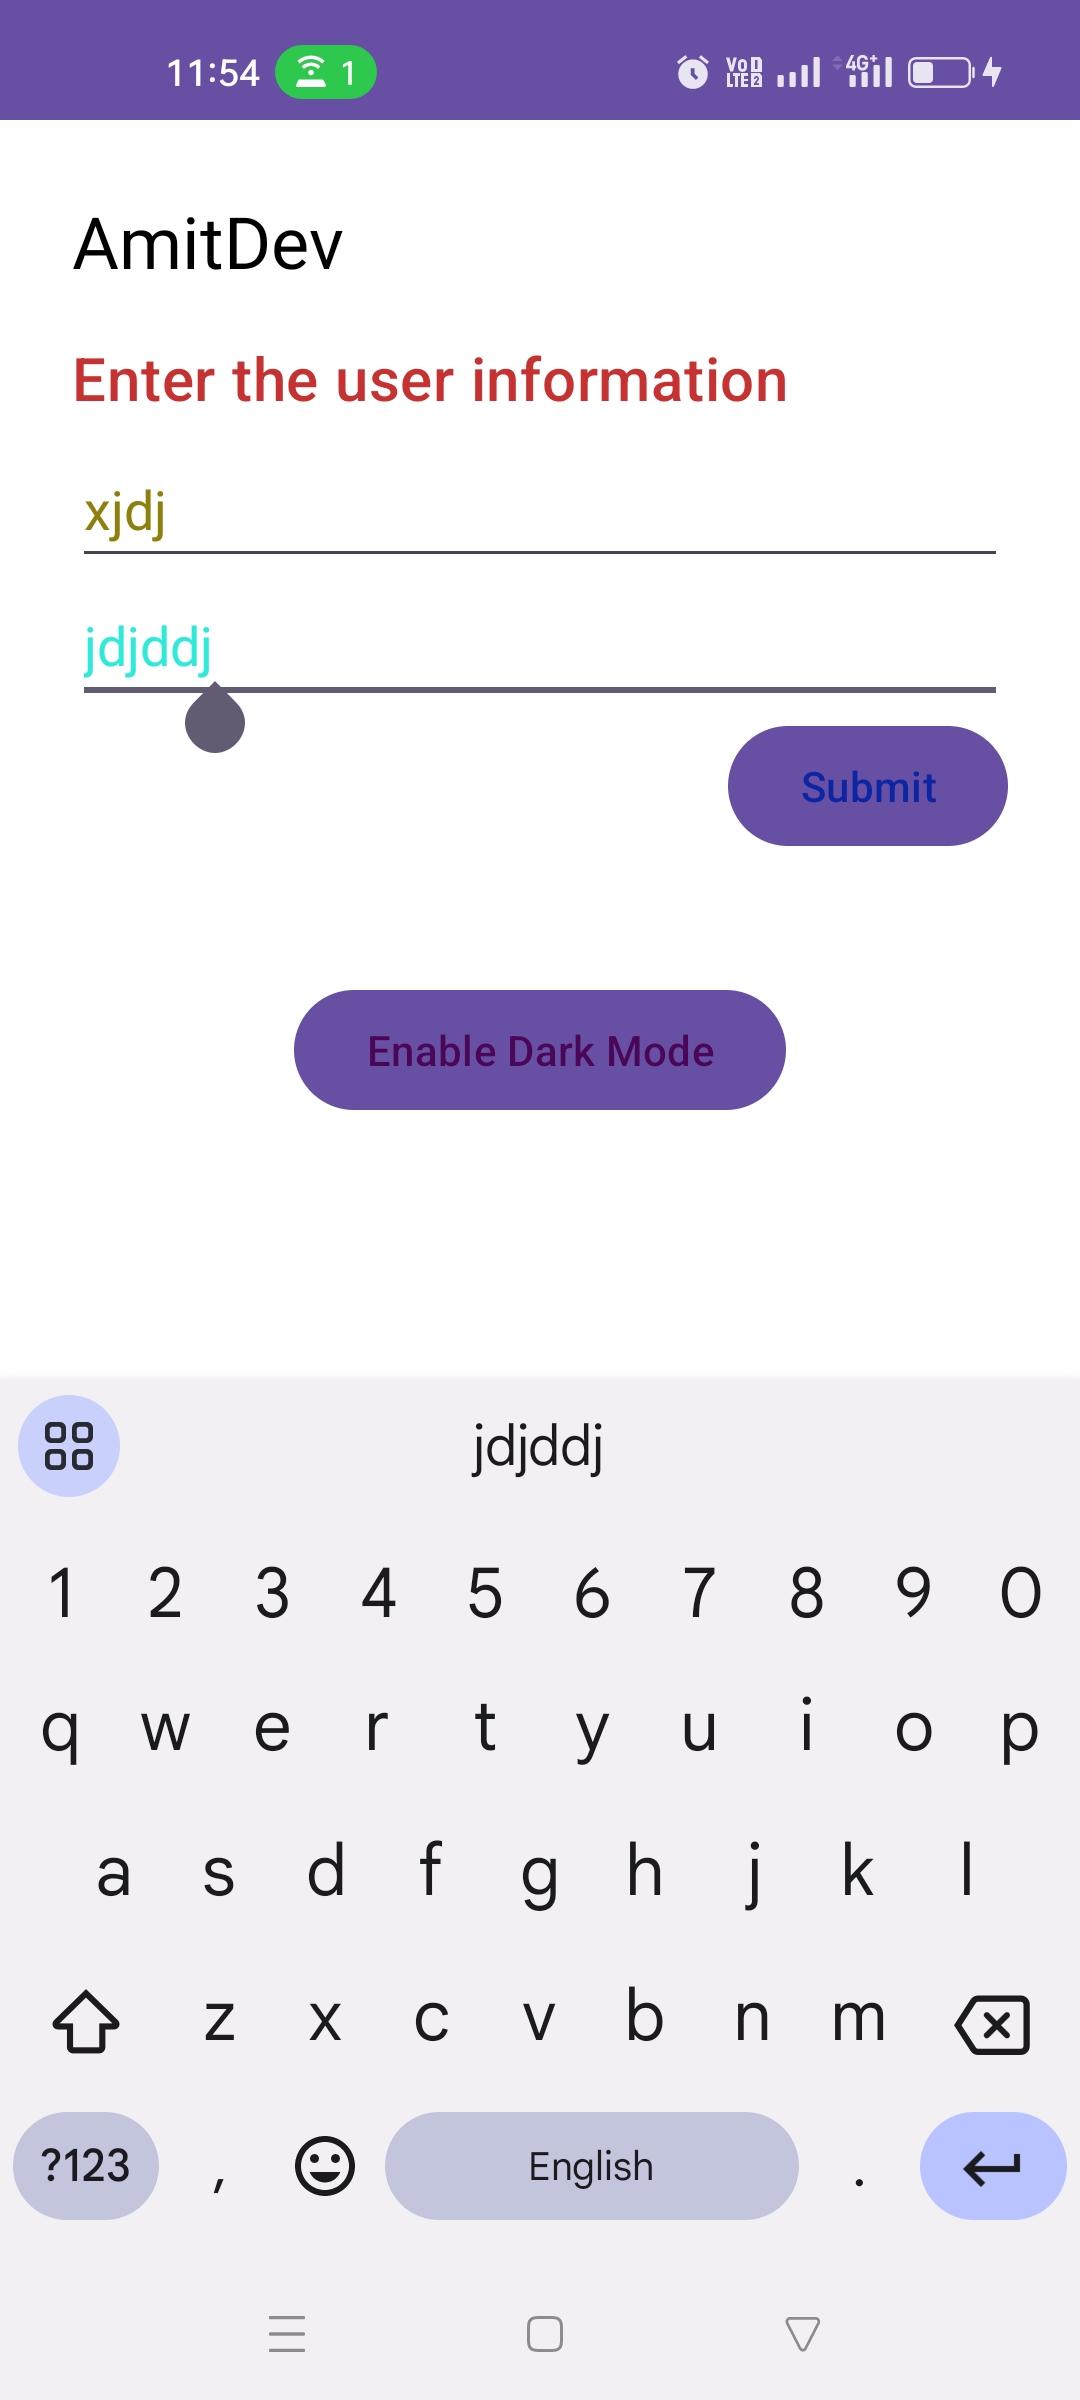 11:54 1 VoD LTE 2 4G+
AmitDev
Enter the user information
xjdj
jdjddj
Submit
Enable Dark Mode
jdjddj
1 2 3 4 5 6 7 8 9 0
q w e r t y u i o p
a s d f g h j k l
z x c v b n m
?123 , English .